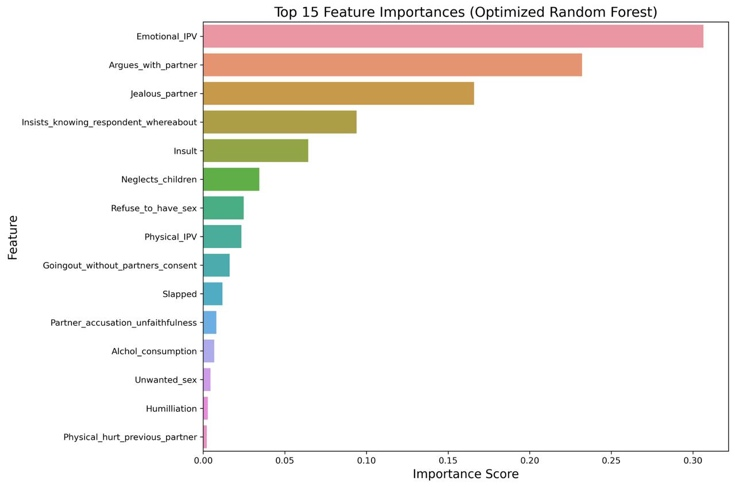 Top 15 Feature Importances (Optimized Random Forest)
Emotional_IPV
Argues_with_partner
Jealous_partner
Insists_knowing_respondent_whereabout
Insult
Neglects_children
Refuse_to_have_sex
Physical_IPV
Goingout_without_partners_consent
Slapped
Partner_accusation_unfaithfulness
Alchol_consumption
Unwanted_sex
Humilliation
Physical_hurt_previous_partner
Feature
0.00 0.05 0.10 0.15 0.20 0.25 0.30
Importance Score